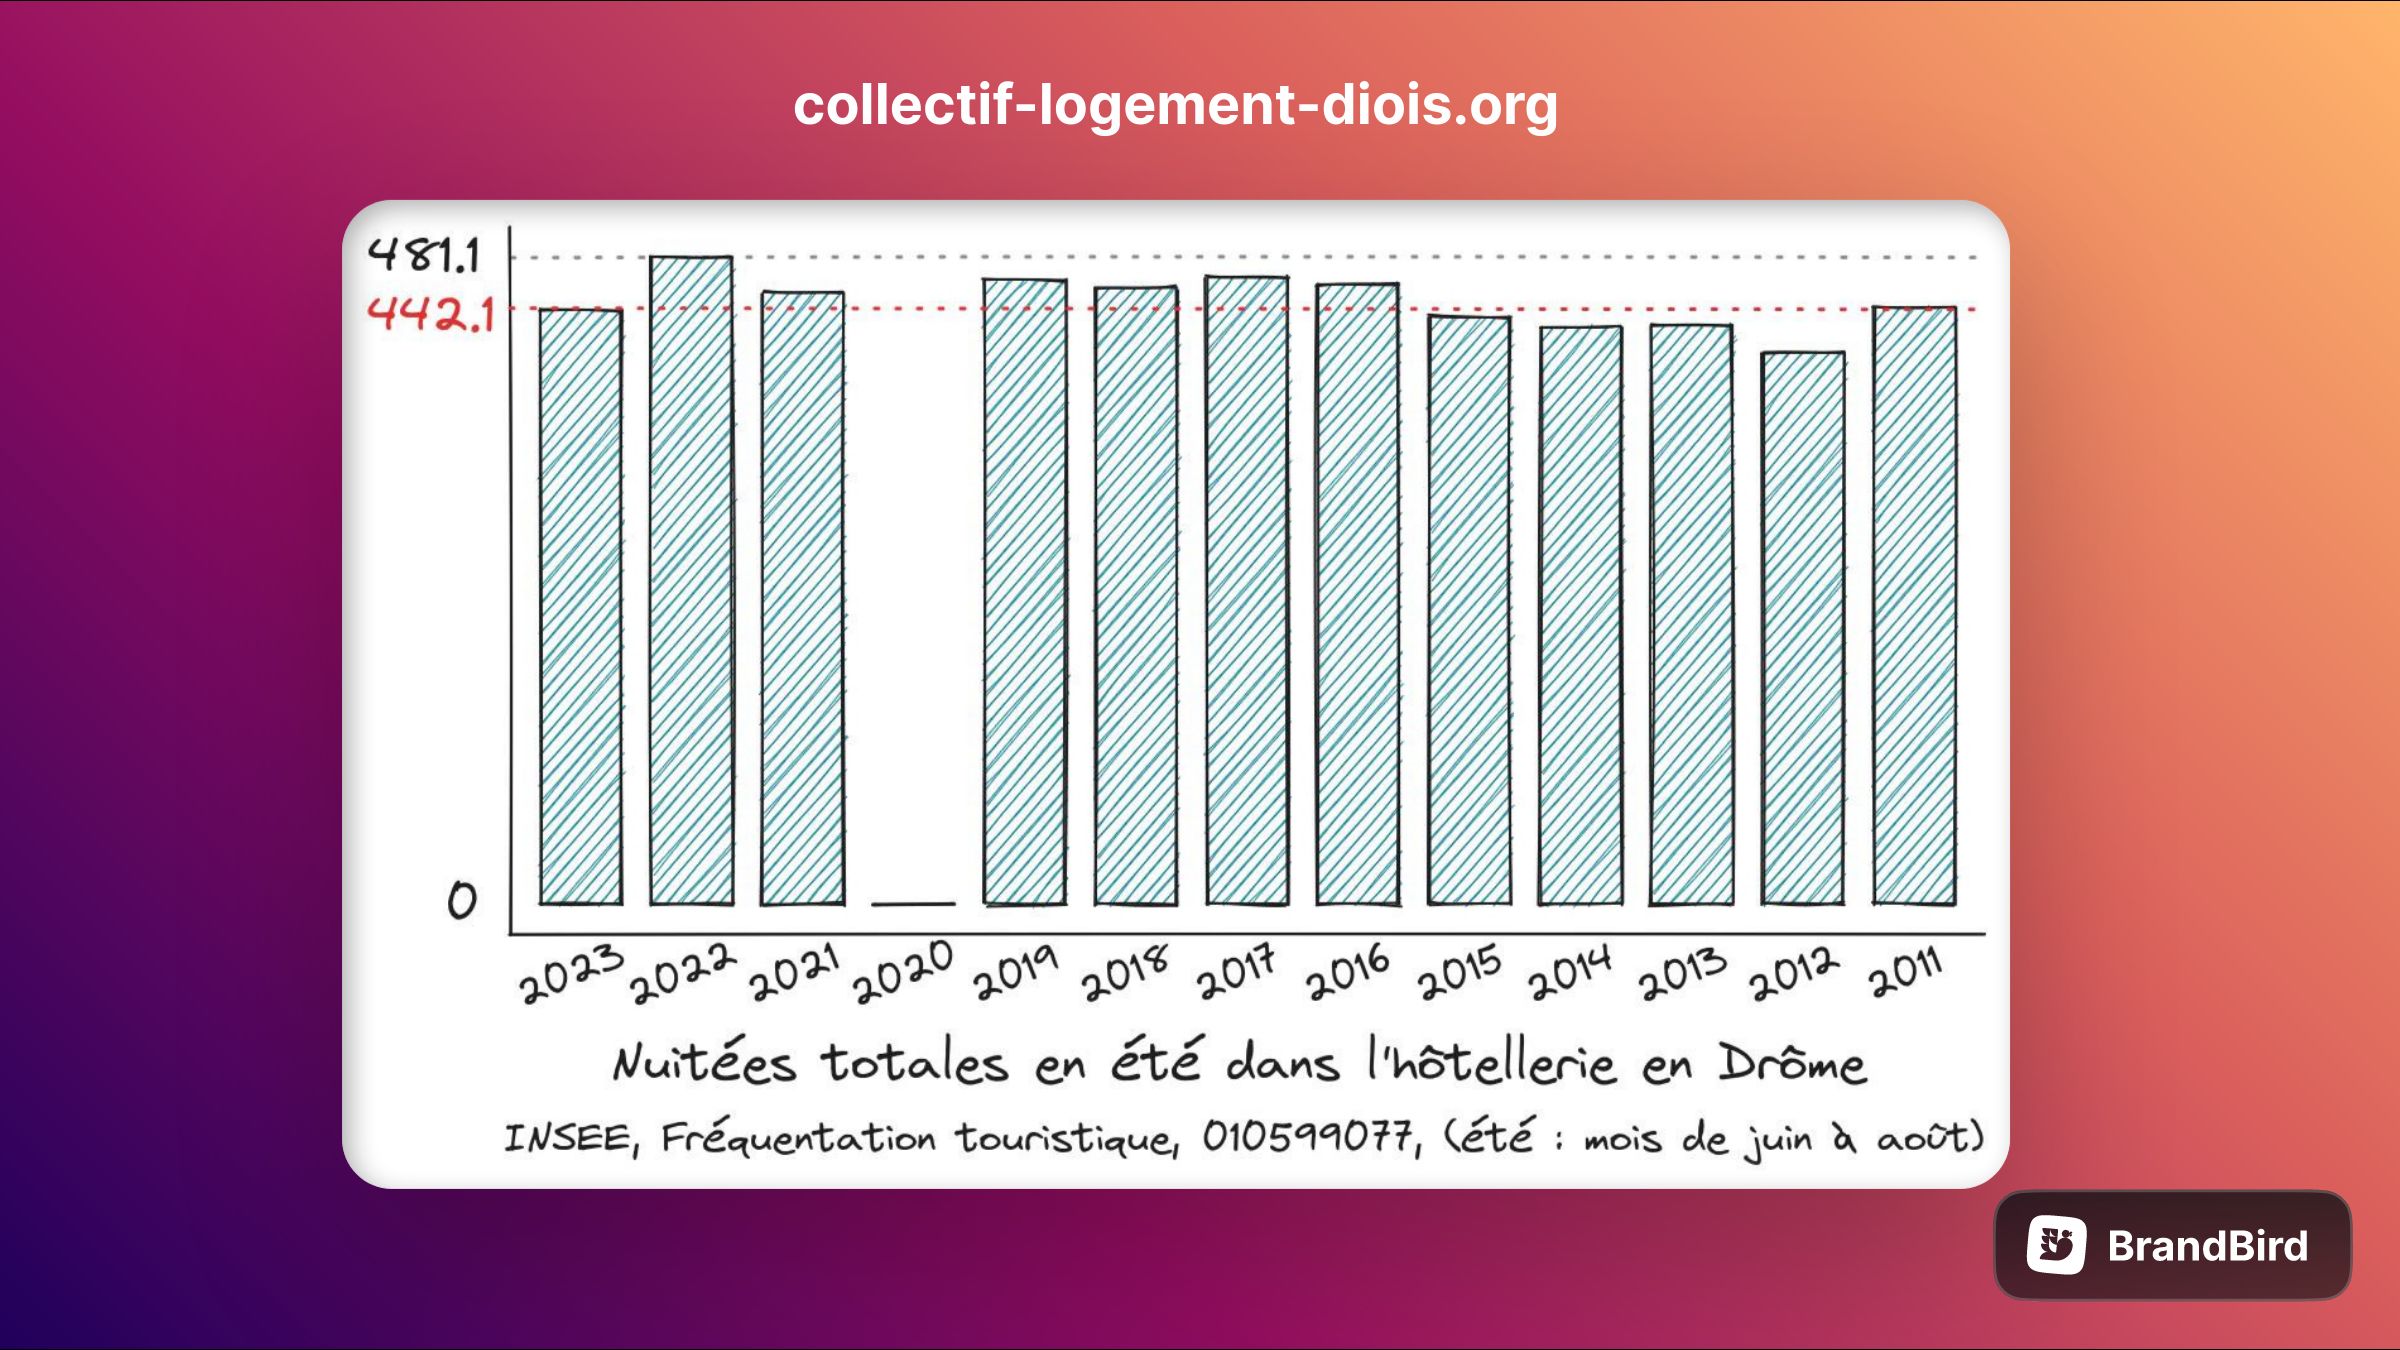 collectif-logement-diois.org
481.1
442.1
0
2023 2022 2021 2020 2019 2018 2017 2016 2015 2014 2013 2012 2011
Nuitées totales en été dans l'hôtellerie en Drôme
INSEE, Fréquentation touristique, 010599077, (été : mois de juin à août)
BrandBird